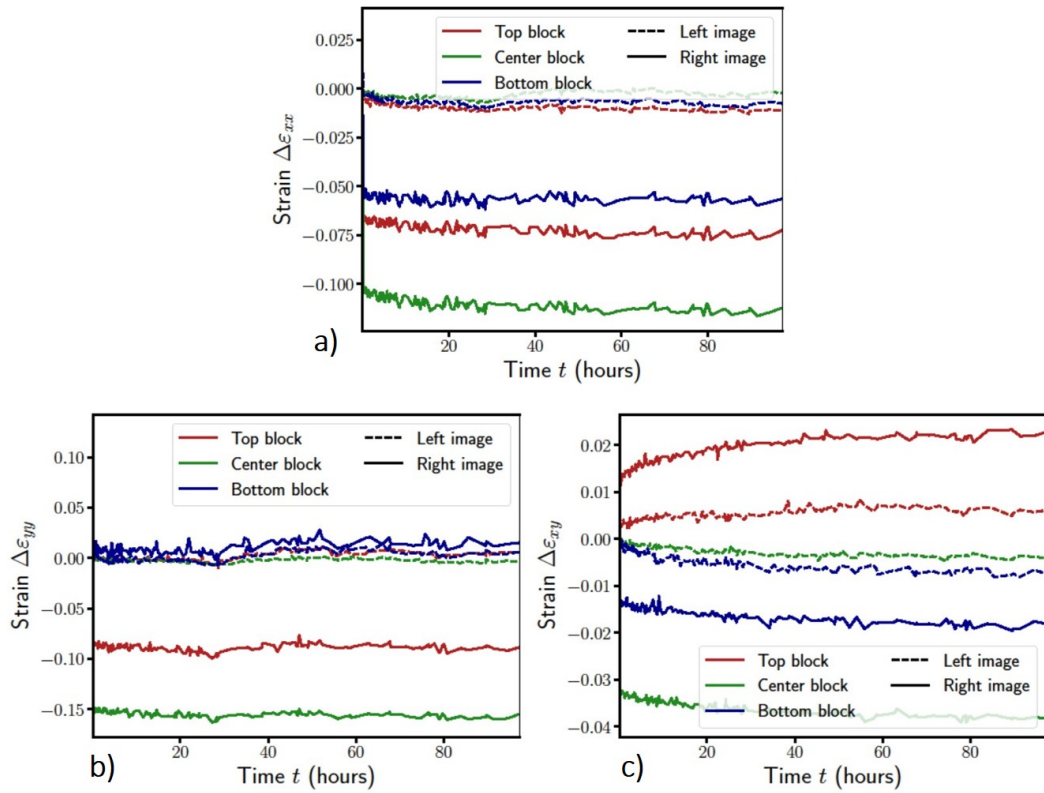 Top block
Center block
Bottom block
Left image
Right image
0.025
0.000
−0.025
−0.050
−0.075
−0.100
Strain Δε_xx
20
40
60
80
Time t (hours)
a)
Top block
Center block
Bottom block
Left image
Right image
0.10
0.05
0.00
−0.05
−0.10
−0.15
Strain Δε_yy
20
40
60
80
Time t (hours)
b)
0.02
0.01
0.00
−0.01
−0.02
−0.03
−0.04
Strain Δε_xy
Top block
Center block
Bottom block
Left image
Right image
20
40
60
80
Time t (hours)
c)